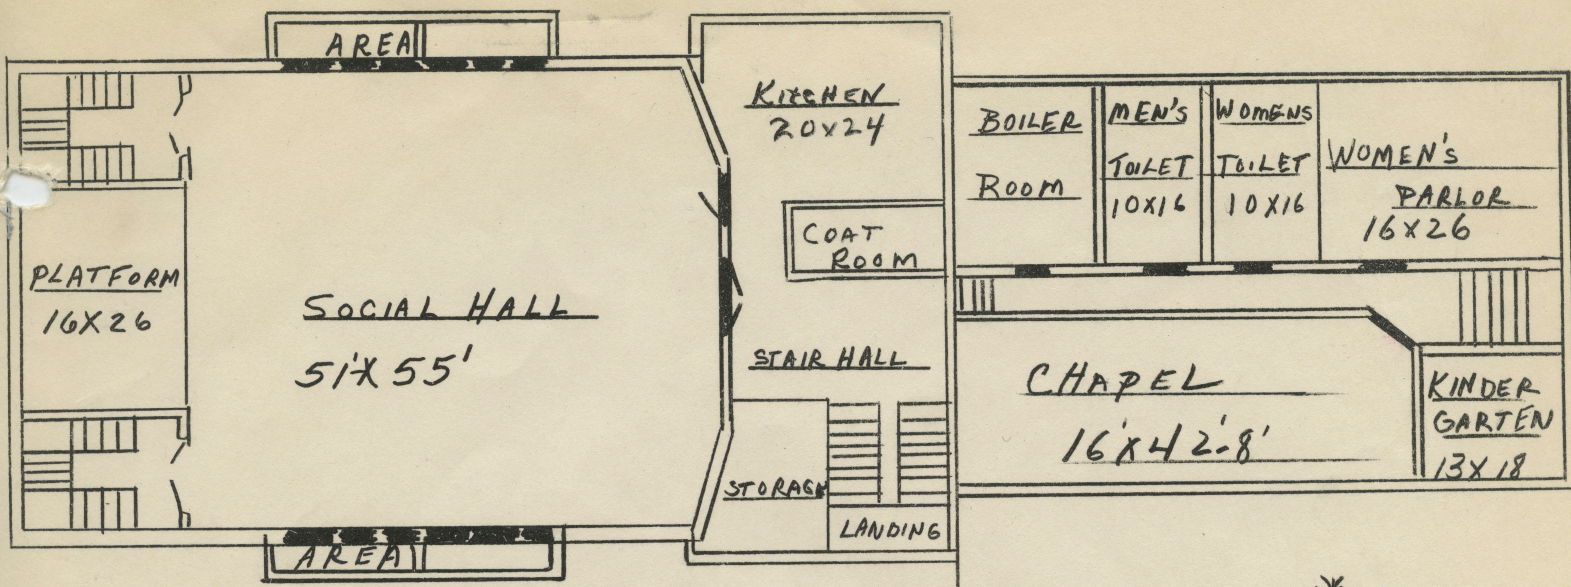 AREA
KITCHEN
20X24
BOILER
ROOM
MEN'S
TOILET
10X16
WOMENS
TOILET
10X16
WOMEN'S
PARLOR
16X26
COAT
ROOM
PLATFORM
16X26
SOCIAL HALL
51'X55'
STAIR HALL
CHAPEL
16'X42'-8'
KINDER
GARTEN
13X18
STORAGE
LANDING
AREA